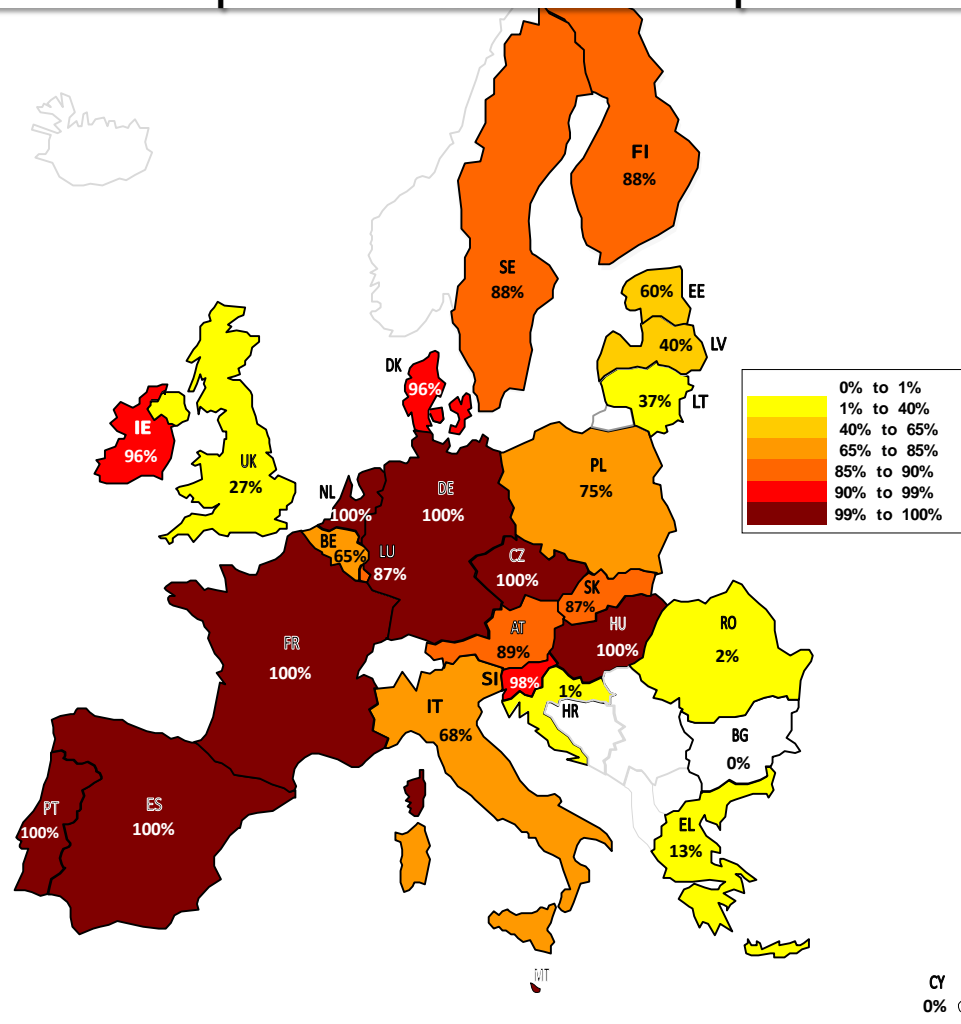 FI
88%
SE
88%
60% EE
40% LV
37% LT
DK
96%
IE
96%
UK
27%
0% to 1%
1% to 40%
40% to 65%
65% to 85%
85% to 90%
90% to 99%
99% to 100%
PL
75%
NL
100%
DE
100%
BE
65%
LU
87%
CZ
100%
SK
87%
AT
89%
HU
100%
RO
2%
FR
100%
SI
98%
1%
HR
IT
68%
BG
0%
PT
100%
ES
100%
EL
13%
MT
CY
0%